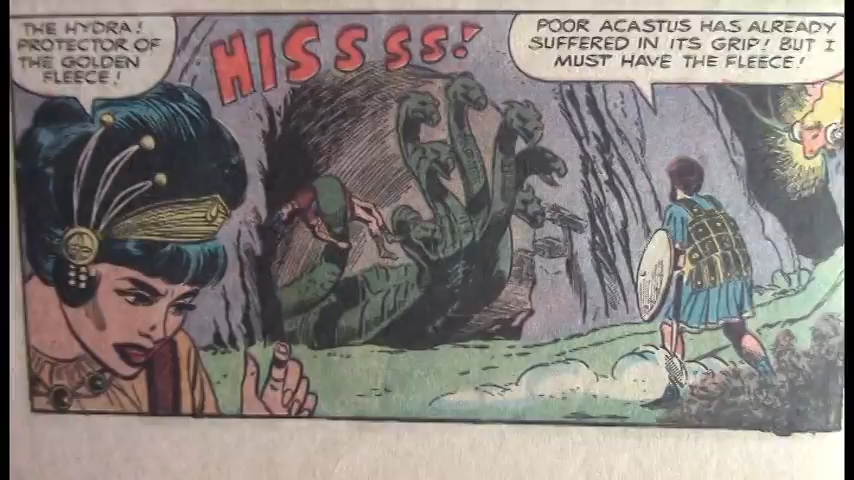 THE HYDRA!
PROTECTOR OF
THE GOLDEN
FLEECE!
HISSSSS!
POOR ACASTUS HAS ALREADY
SUFFERED IN ITS GRIP! BUT I
MUST HAVE THE FLEECE!